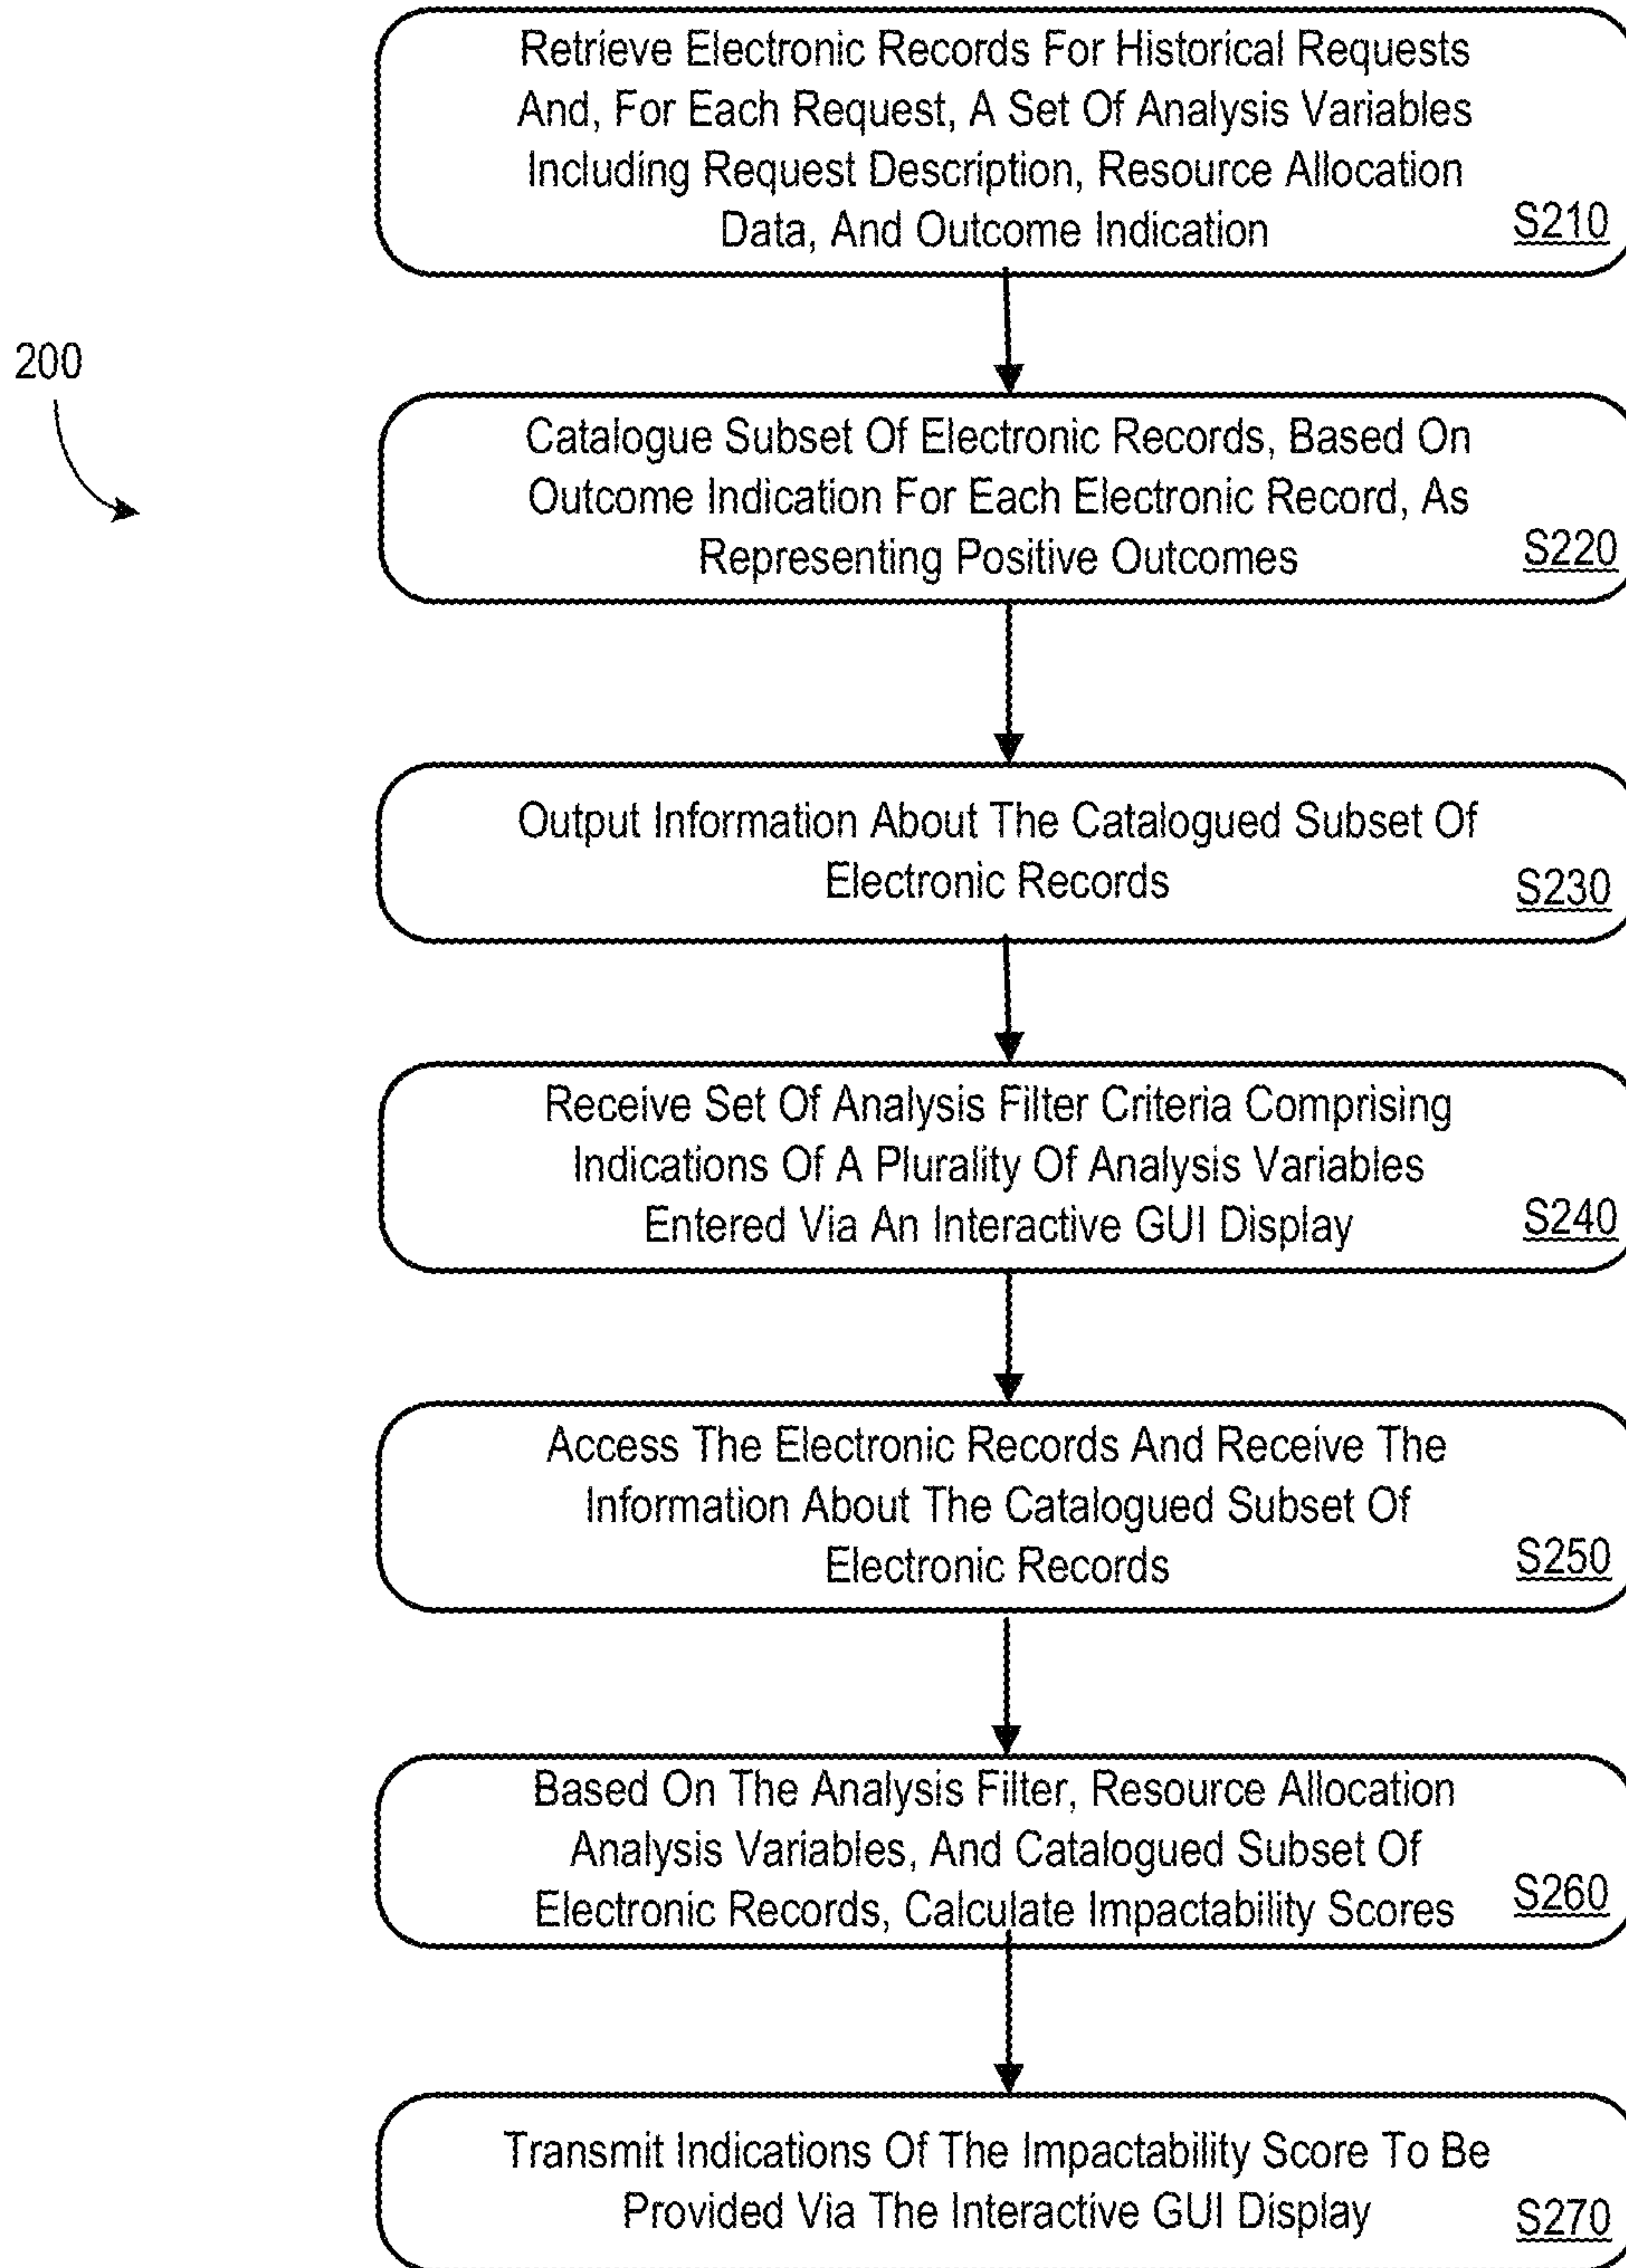 Retrieve Electronic Records For Historical Requests
And, For Each Request, A Set Of Analysis Variables
Including Request Description, Resource Allocation
Data, And Outcome Indication
S210
200
Catalogue Subset Of Electronic Records, Based On
Outcome Indication For Each Electronic Record, As
Representing Positive Outcomes
S220
Output Information About The Catalogued Subset Of
Electronic Records
S230
Receive Set Of Analysis Filter Criteria Comprising
Indications Of A Plurality Of Analysis Variables
Entered Via An Interactive GUI Display
S240
Access The Electronic Records And Receive The
Information About The Catalogued Subset Of
Electronic Records
S250
Based On The Analysis Filter, Resource Allocation
Analysis Variables, And Catalogued Subset Of
Electronic Records, Calculate Impactability Scores
S260
Transmit Indications Of The Impactability Score To Be
Provided Via The Interactive GUI Display
S270